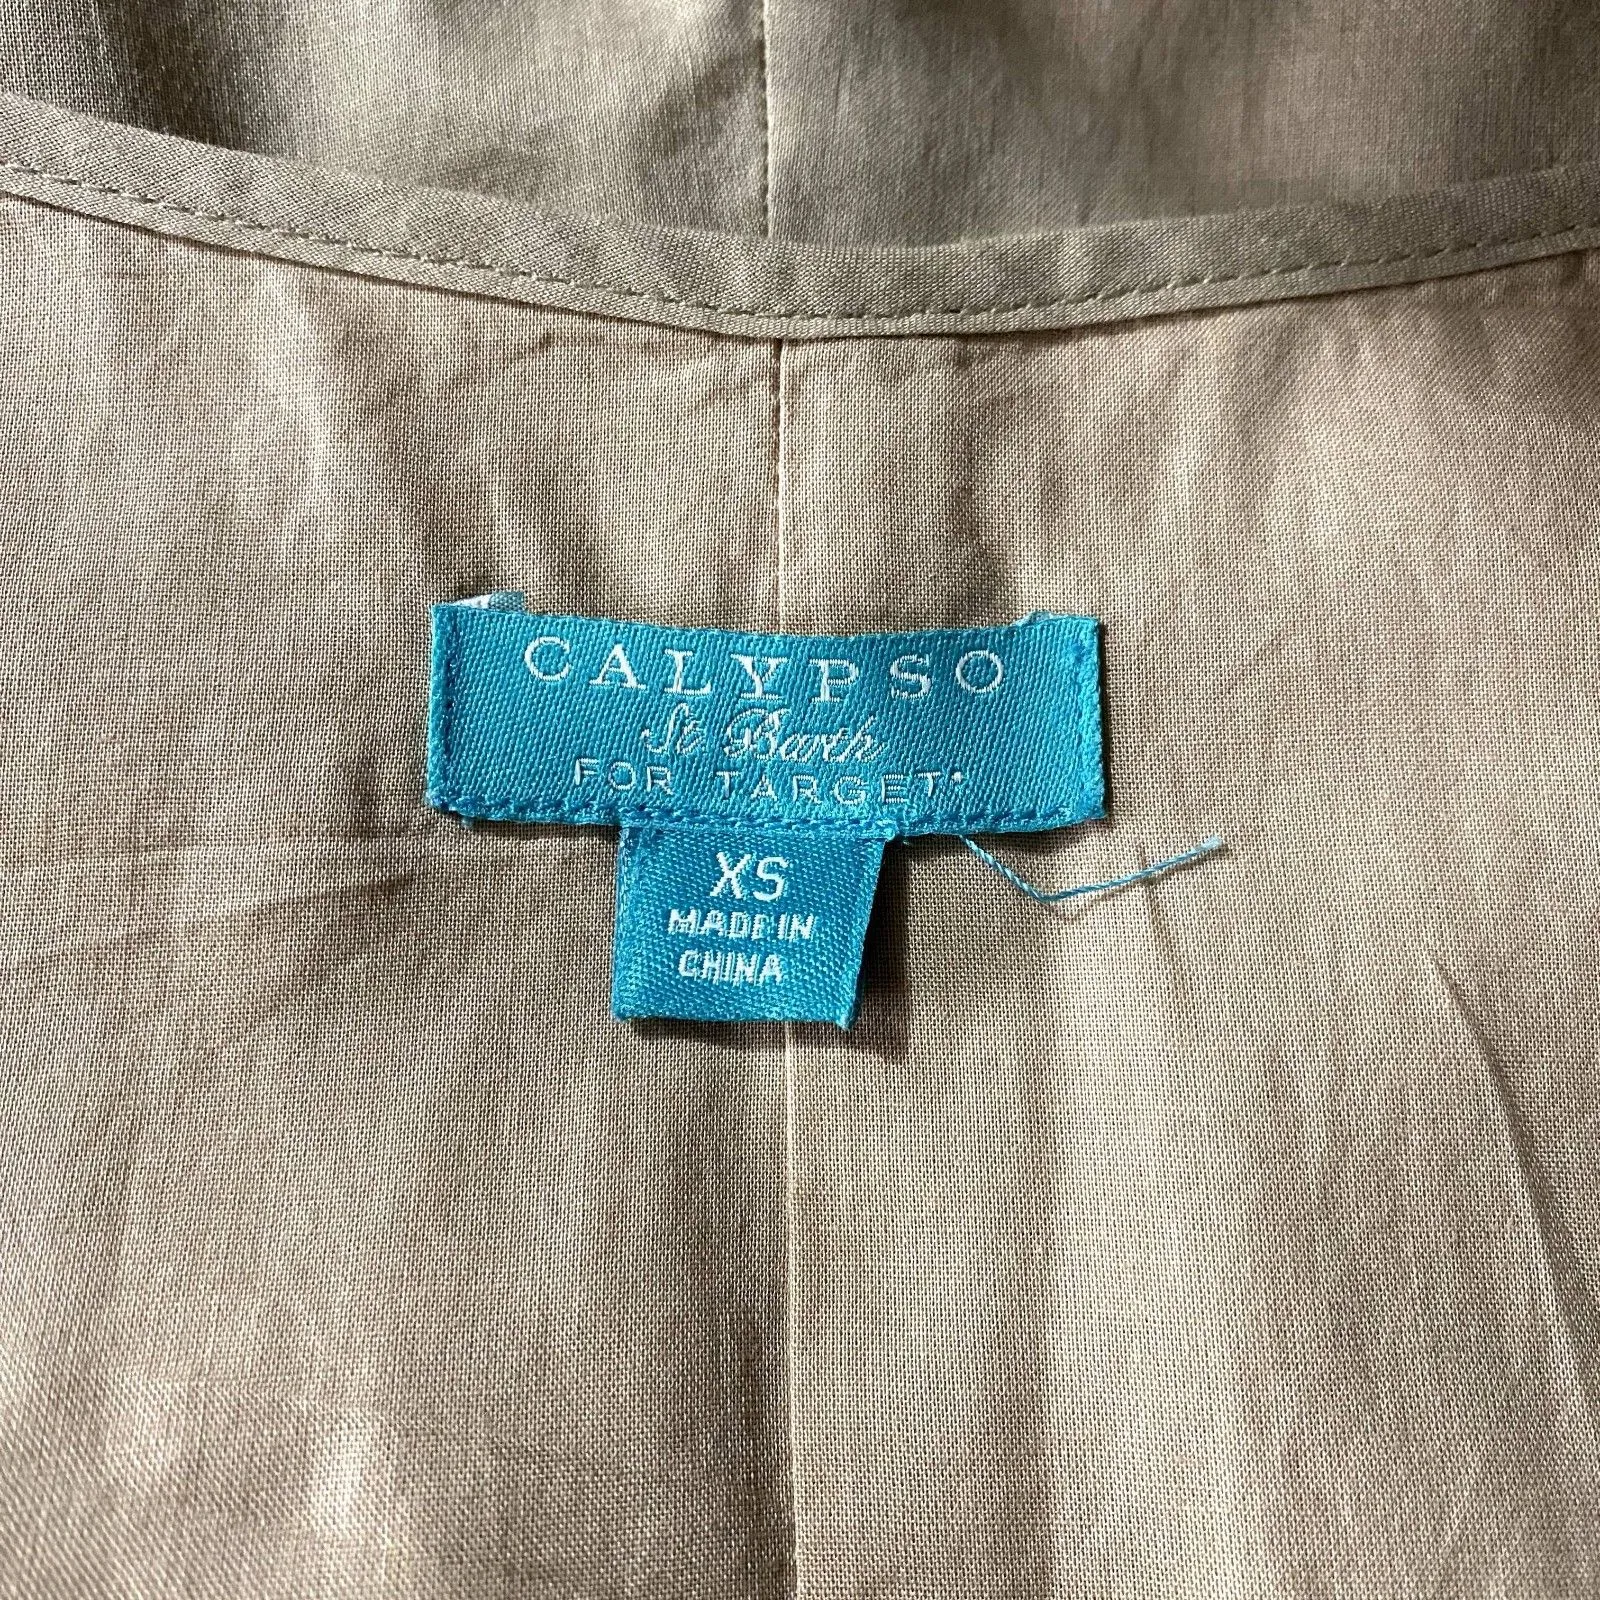 CALYPSO
St Barth
FOR TARGET
XS
MADE IN
CHINA